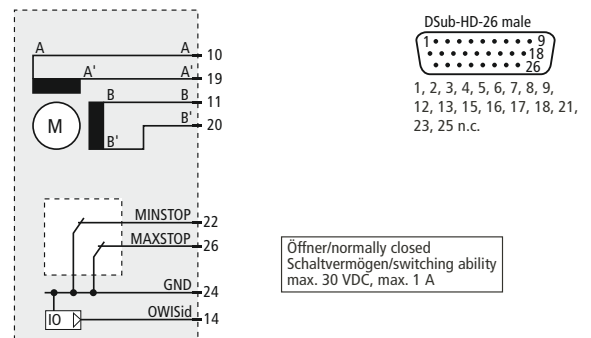 A A 10
A' A' 19
B B 11
B' B' 20
M
MINSTOP 22
MAXSTOP 26
GND 24
IO OWISid 14
DSub-HD-26 male
1 9
18
26
1, 2, 3, 4, 5, 6, 7, 8, 9,
12, 13, 15, 16, 17, 18, 21,
23, 25 n.c.
Öffner/normally closed
Schaltvermögen/switching ability
max. 30 VDC, max. 1 A